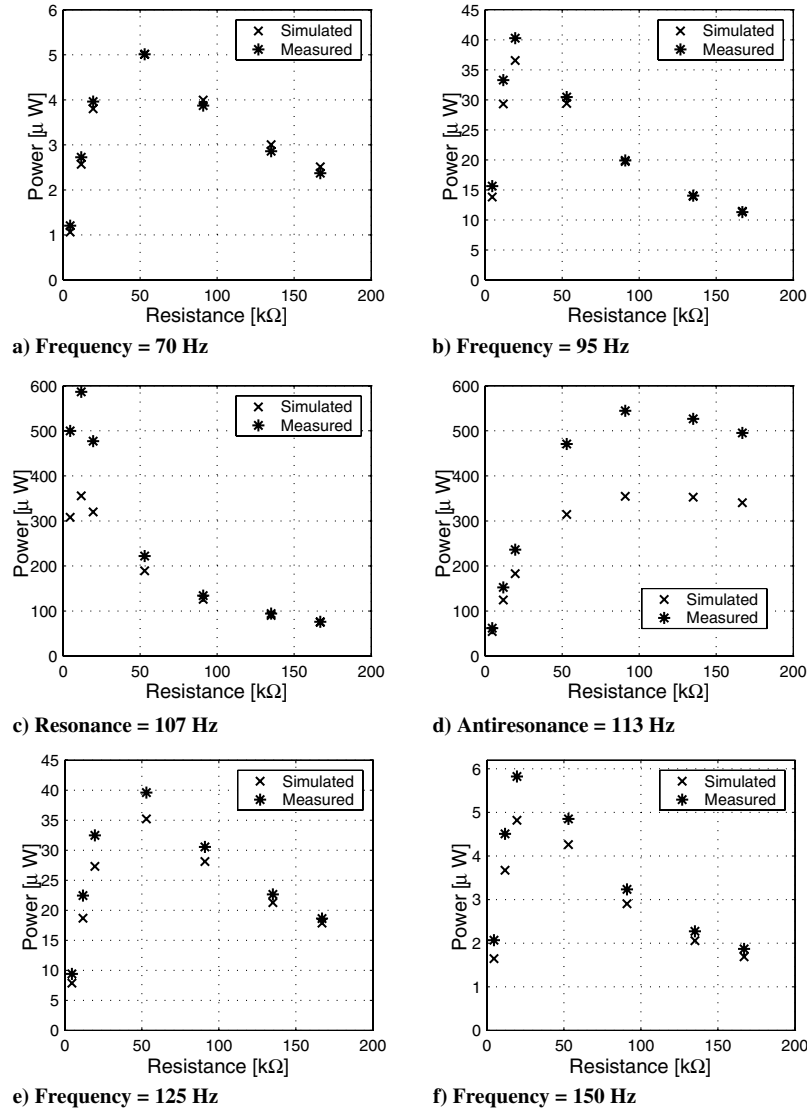 6
5
4
3
2
1
0
Power [μ W]
0 50 100 150 200
Resistance [kΩ]
Simulated
Measured
a) Frequency = 70 Hz
45
40
35
30
25
20
15
10
5
0
Power [μ W]
0 50 100 150 200
Resistance [kΩ]
Simulated
Measured
b) Frequency = 95 Hz
600
500
400
300
200
100
0
Power [μ W]
0 50 100 150 200
Resistance [kΩ]
Simulated
Measured
c) Resonance = 107 Hz
600
500
400
300
200
100
0
Power [μ W]
0 50 100 150 200
Resistance [kΩ]
Simulated
Measured
d) Antiresonance = 113 Hz
45
40
35
30
25
20
15
10
5
0
Power [μ W]
0 50 100 150 200
Resistance [kΩ]
Simulated
Measured
e) Frequency = 125 Hz
6
5
4
3
2
1
0
Power [μ W]
0 50 100 150 200
Resistance [kΩ]
Simulated
Measured
f) Frequency = 150 Hz